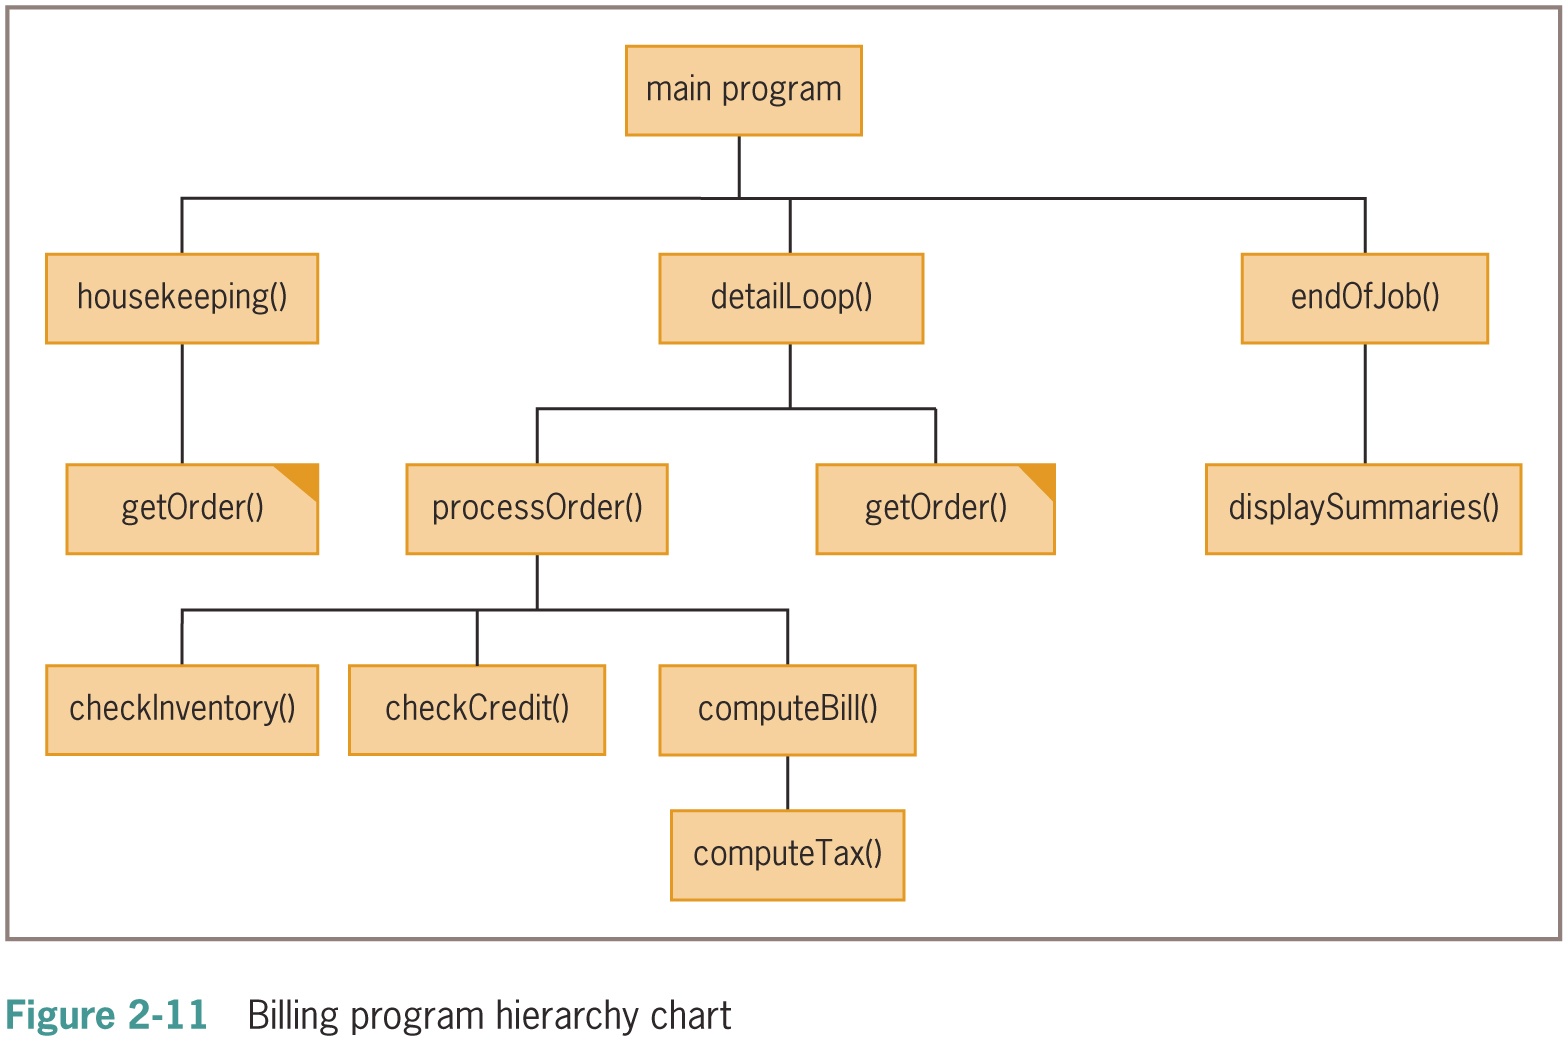 main program
housekeeping()
detailLoop()
endOfJob()
getOrder()
processOrder()
getOrder()
displaySummaries()
checkInventory()
checkCredit()
computeBill()
computeTax()
Figure 2-11 Billing program hierarchy chart